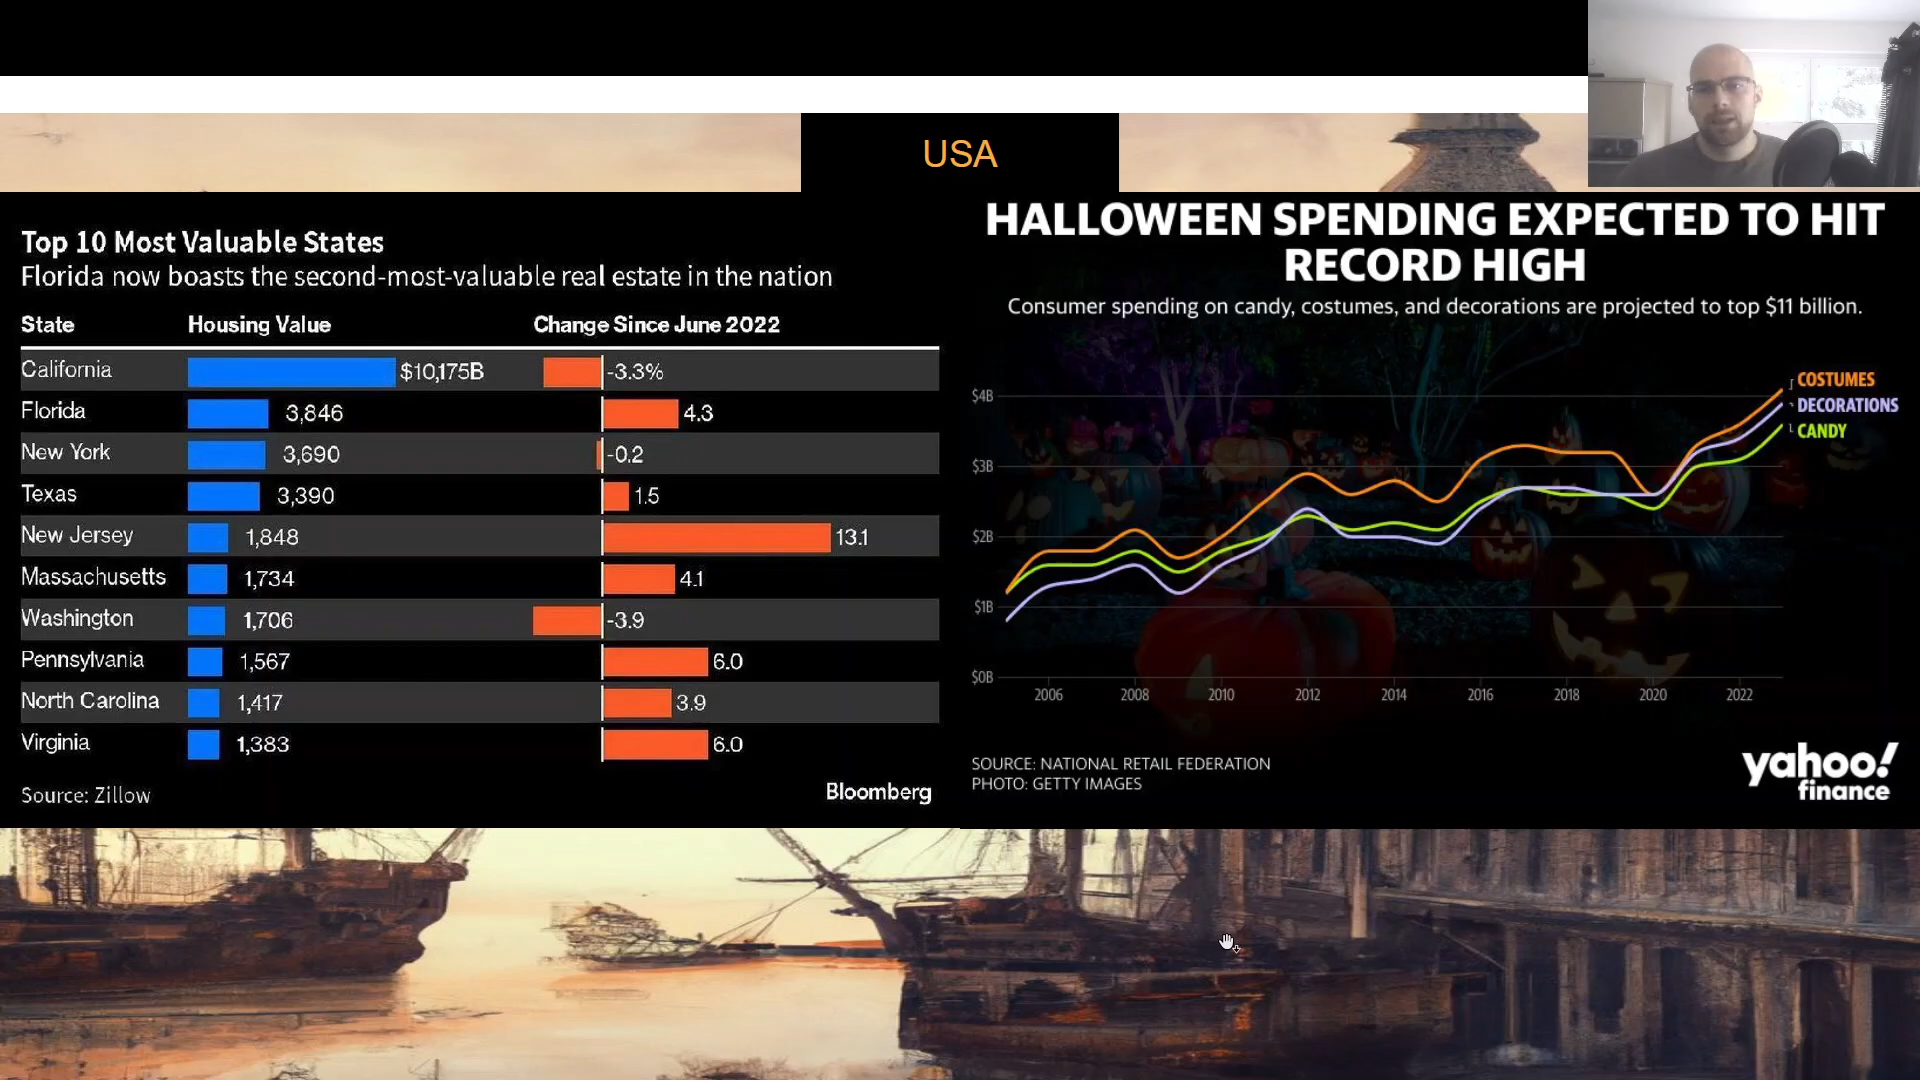 USA
Top 10 Most Valuable States
Florida now boasts the second-most-valuable real estate in the nation
State Housing Value Change Since June 2022
California $10,175B -3.3%
Florida 3,846 4.3
New York 3,690 -0.2
Texas 3,390 1.5
New Jersey 1,848 13.1
Massachusetts 1,734 4.1
Washington 1,706 -3.9
Pennsylvania 1,567 6.0
North Carolina 1,417 3.9
Virginia 1,383 6.0
Source: Zillow
Bloomberg
HALLOWEEN SPENDING EXPECTED TO HIT
RECORD HIGH
Consumer spending on candy, costumes, and decorations are projected to top $11 billion.
COSTUMES
DECORATIONS
CANDY
$4B
$3B
$2B
$1B
$0B
2006 2008 2010 2012 2014 2016 2018 2020 2022
SOURCE: NATIONAL RETAIL FEDERATION
PHOTO: GETTY IMAGES
yahoo!
finance